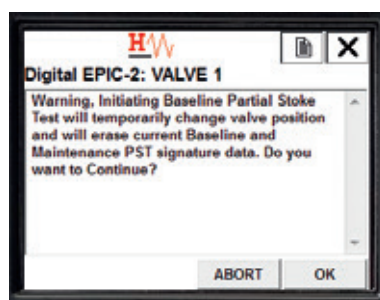 H
Digital EPIC-2: VALVE 1
Warning, Initiating Baseline Partial Stoke
Test will temporarily change valve position
and will erase current Baseline and
Maintenance PST signature data. Do you
want to Continue?
ABORT OK